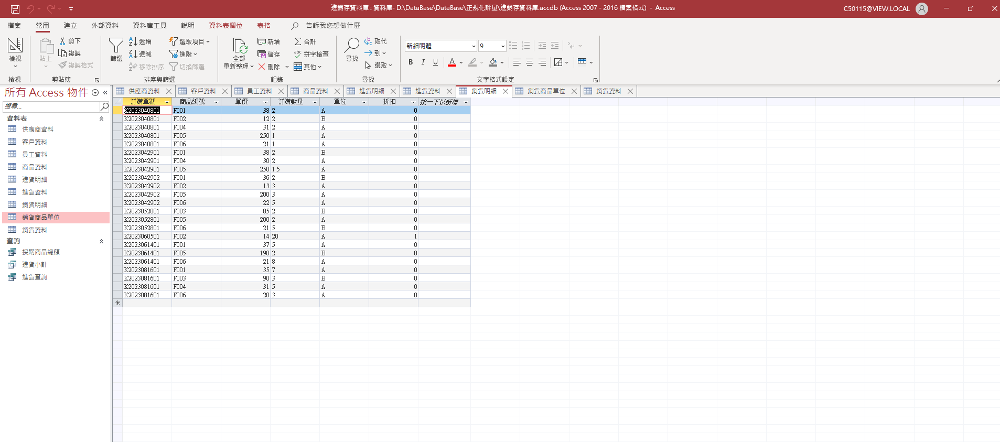 進銷存資料庫 : 資料庫- D:\DataBase\DataBase\正規化評量\進銷存資料庫.accdb (Access 2007 - 2016 檔案格式) - Access
C50115@VIEW.LOCAL
檔案 常用 建立 外部資料 資料庫工具 說明 資料表欄位 表格 告訴我您想做什麼
檢視
檢視
貼上
剪下
複製
複製格式
剪貼簿
篩選
遞增
遞減
移除排序
選取項目
進階
切換篩選
排序與篩選
全部
重新整理
新增
儲存
刪除
合計
拼字檢查
其他
記錄
尋找
取代
到
選取
尋找
新細明體 9
B I U A
文字格式設定
所有 Access 物件
搜尋...
資料表
供應商資料
客戶資料
員工資料
商品資料
進貨明細
進貨資料
銷貨明細
銷貨商品單位
銷貨資料
查詢
採購商品總額
進貨小計
進貨查詢
供應商資料 客戶資料 員工資料 商品資料 進貨明細 進貨資料 銷貨明細 銷貨商品單位 銷貨資料
訂購單號 商品編號 單價 訂購數量 單位 折扣 按一下以新增
K2023040801 F001 38 2 A 0
K2023040801 F002 12 2 B 0
K2023040801 F004 31 2 A 0
K2023040801 F005 250 1 A 0
K2023040801 F006 21 1 A 0
K2023042901 F001 38 2 B 0
K2023042901 F004 30 2 A 0
K2023042901 F005 250 1.5 A 0
K2023042902 F001 36 2 B 0
K2023042902 F002 13 3 A 0
K2023042902 F005 200 3 A 0
K2023042902 F006 22 5 A 0
K2023052801 F003 85 2 B 0
K2023052801 F005 200 2 A 0
K2023052801 F006 21 5 B 0
K2023060501 F002 14 20 A 1
K2023061401 F001 37 5 A 0
K2023061401 F005 190 2 B 0
K2023061401 F006 21 8 A 0
K2023081601 F001 35 7 A 0
K2023081601 F003 90 3 B 0
K2023081601 F004 31 5 A 0
K2023081601 F006 20 3 A 0